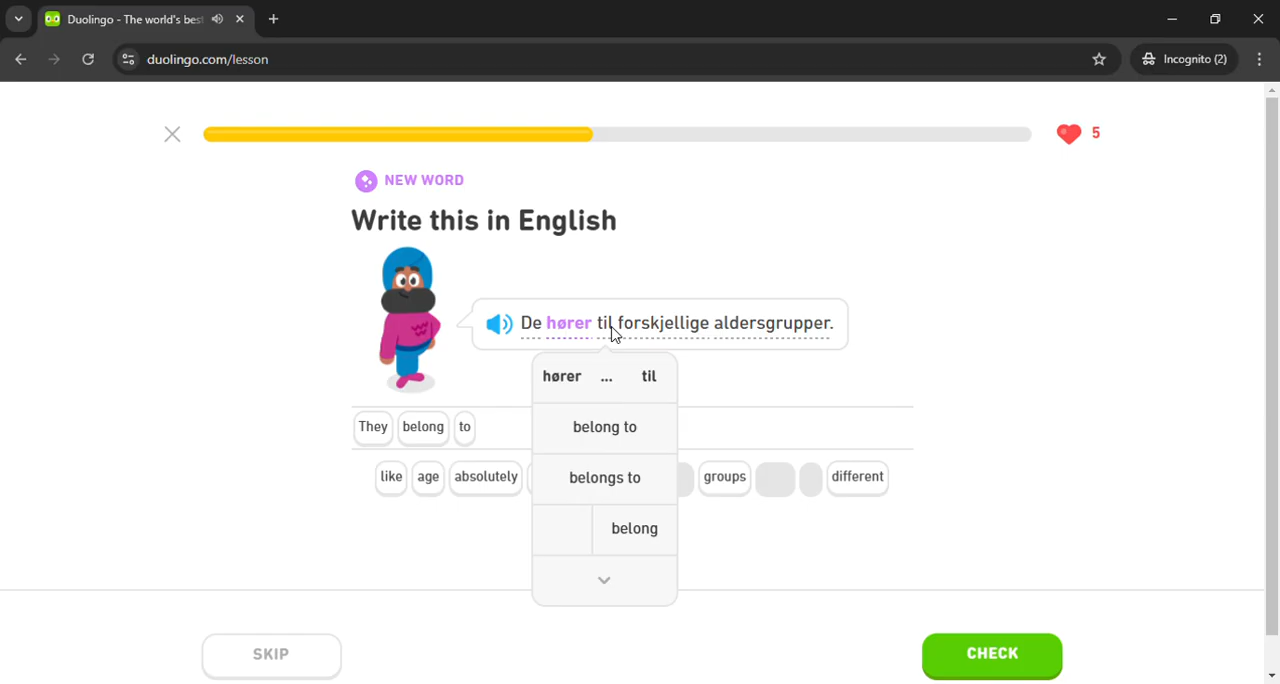 Duolingo - The world's bes
duolingo.com/lesson
Incognito (2)
5
NEW WORD
Write this in English
De hører til forskjellige aldersgrupper.
hører ... til
belong to
belongs to
belong
They belong to
like age absolutely groups different
SKIP
CHECK